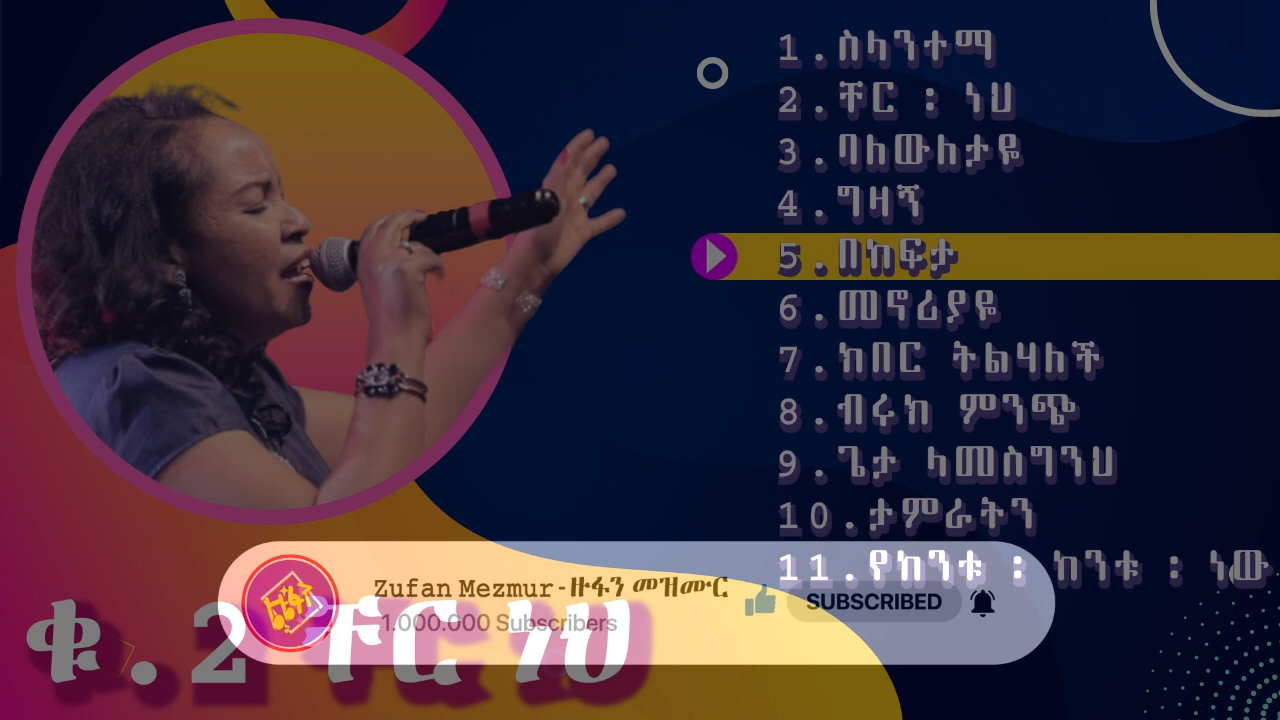 1.ስላንተማ
2.ቸር ፡ ነህ
3.ባለውለታዬ
4.ግዛኝ
5.በከፍታ
6.መኖሪያዬ
7.ክበር ትልሃለች
8.ብሩክ ምንጭ
9.ጌታ ላመስግንህ
10.ታምራትን
11.የከንቱ ፡ ከንቱ ፡ ነው
Zufan Mezmur-ዙፋን መዝሙር
1.000.000 Subscribers
SUBSCRIBED
ቁ.2 ቸር ነህ